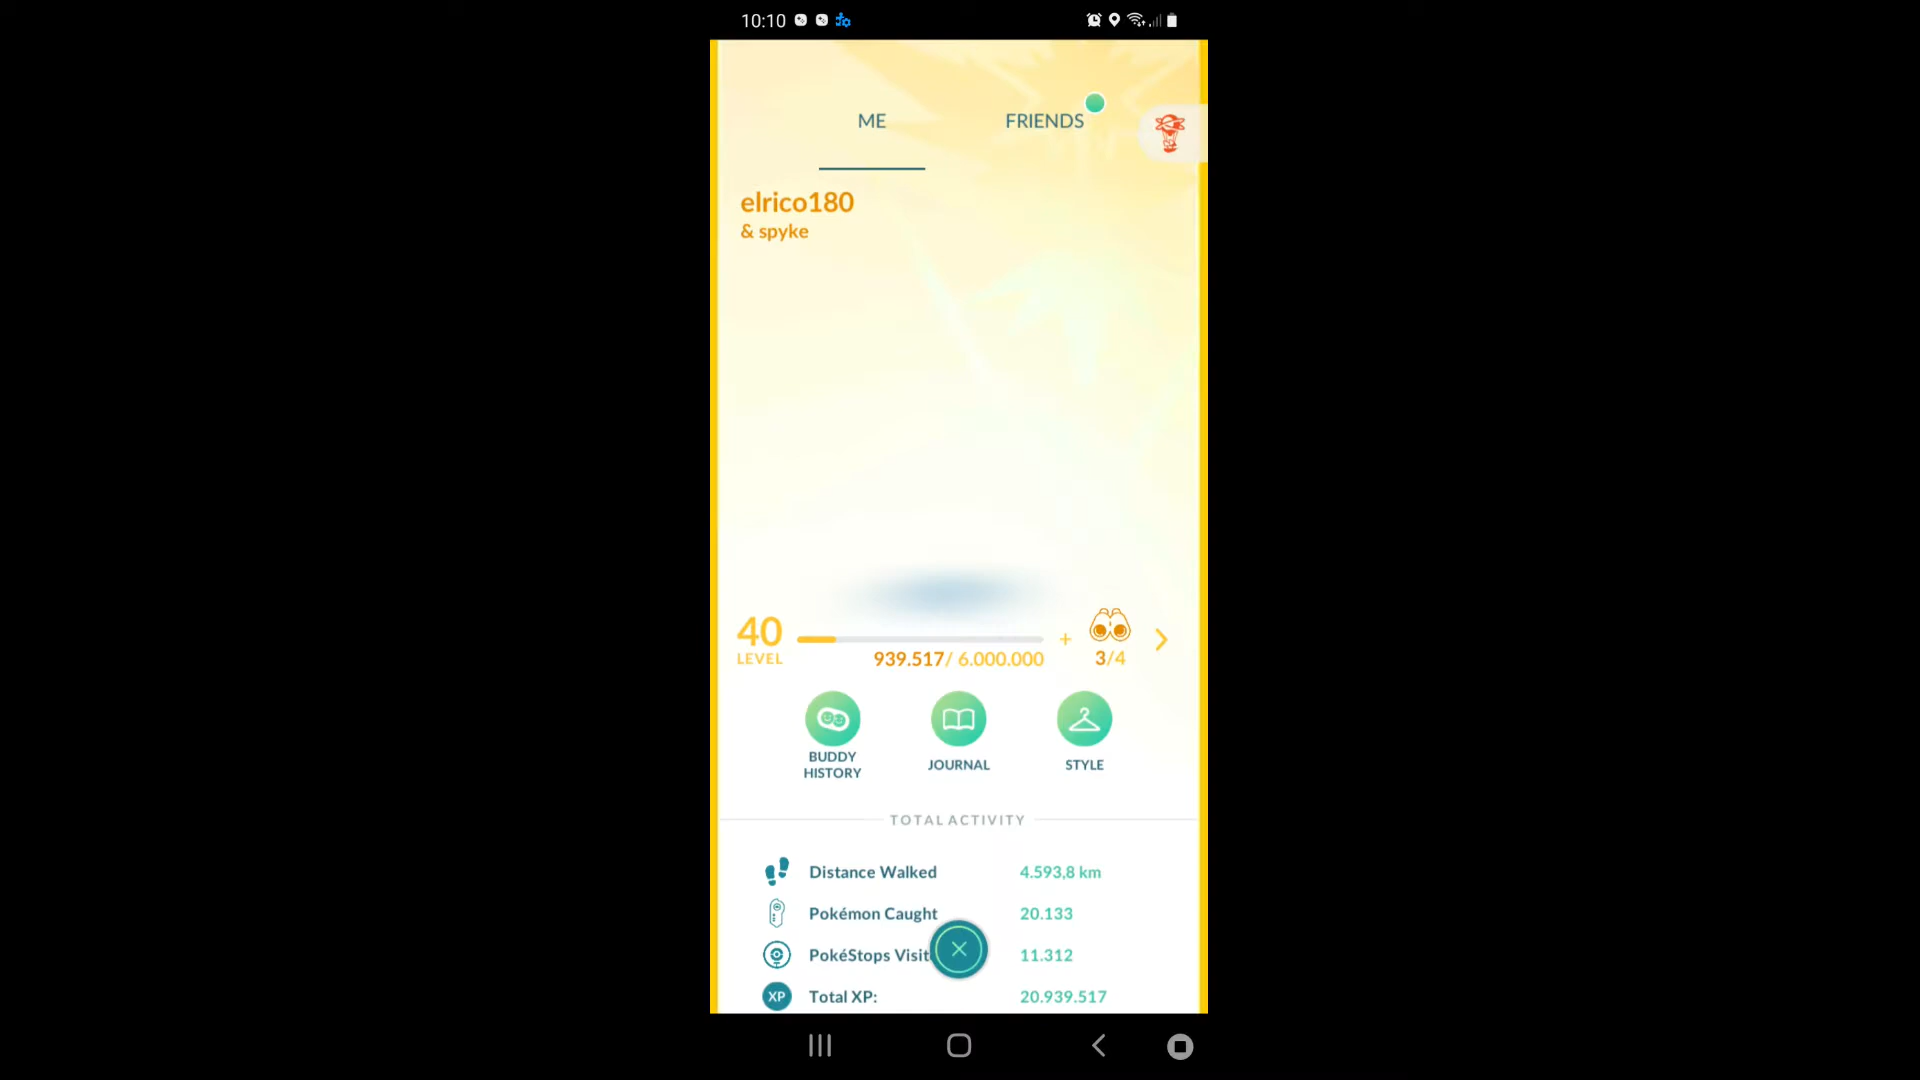 10:10
ME
FRIENDS
elrico180
& spyke
40
LEVEL
939.517/ 6.000.000
+
3/4
BUDDY
HISTORY
JOURNAL
STYLE
TOTAL ACTIVITY
Distance Walked 4.593,8 km
Pokémon Caught 20.133
PokéStops Visit 11.312
XP Total XP: 20.939.517